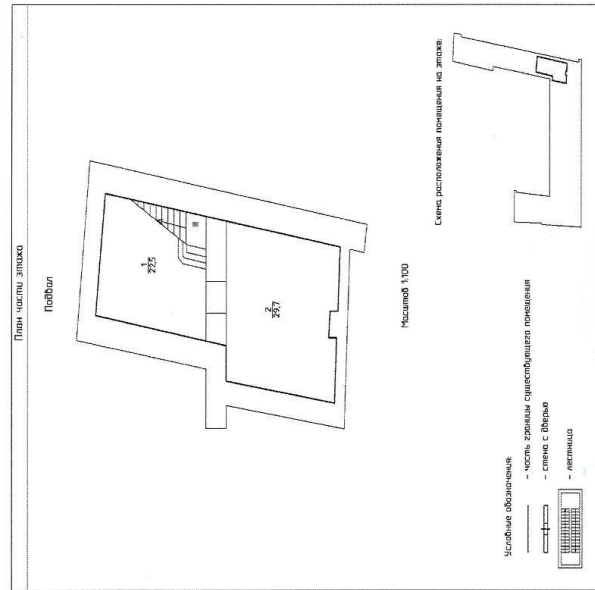 План части этажа
Подвал
1
22,5
III
2
29,7
Масштаб 1:100
Схема расположения помещения на этаже:
Условные обозначения:
- часть границы существующего помещения
- стена с дверью
- лестница